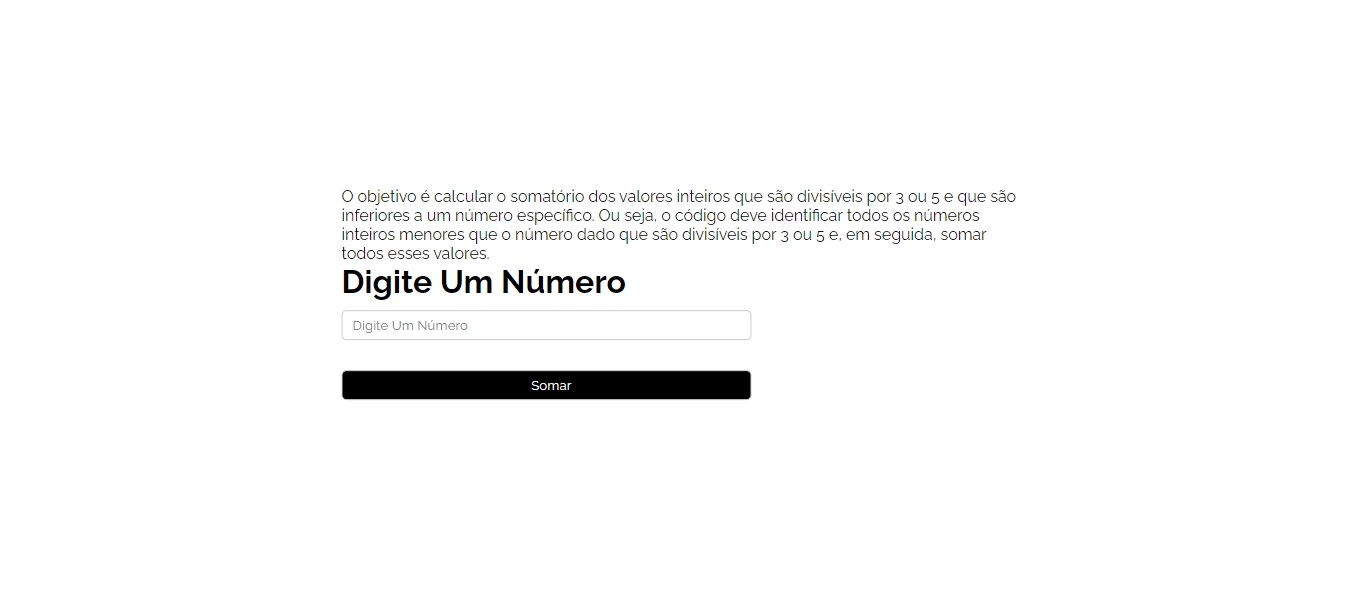 O objetivo é calcular o somatório dos valores inteiros que são divisíveis por 3 ou 5 e que são
inferiores a um número específico. Ou seja, o código deve identificar todos os números
inteiros menores que o número dado que são divisíveis por 3 ou 5 e, em seguida, somar
todos esses valores.
Digite Um Número
Digite Um Número
Somar